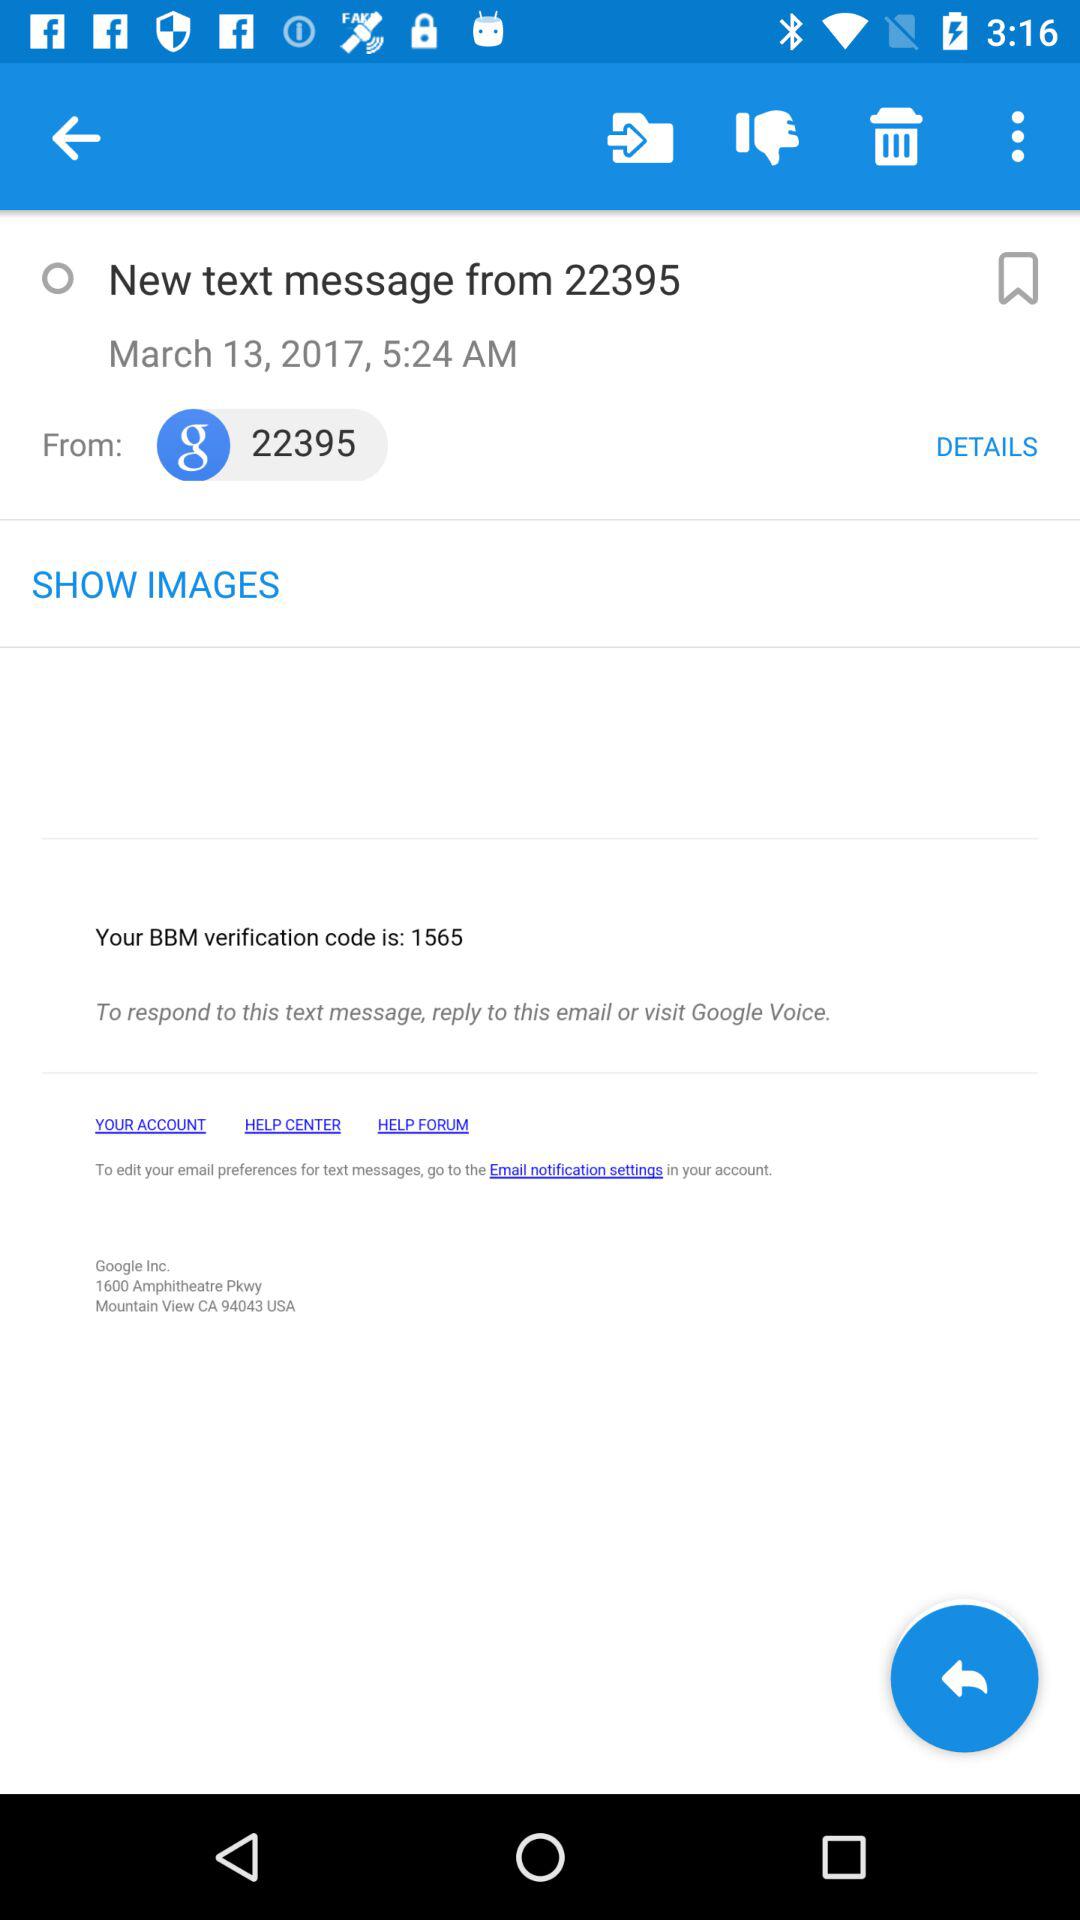 FAKE
3:16
New text message from 22395
March 13, 2017, 5:24 AM
From: g 22395 DETAILS
SHOW IMAGES
Your BBM verification code is: 1565
To respond to this text message, reply to this email or visit Google Voice.
YOUR ACCOUNT HELP CENTER HELP FORUM
To edit your email preferences for text messages, go to the Email notification settings in your account.
Google Inc.
1600 Amphitheatre Pkwy
Mountain View CA 94043 USA